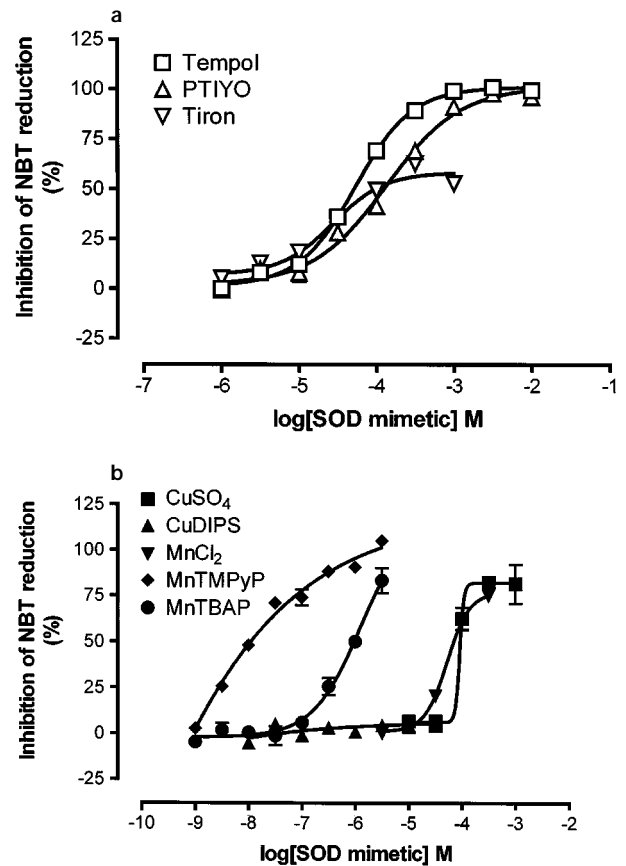 a
125
100
75
50
25
0
-25
Inhibition of NBT reduction
(%)
Tempol
PTIYO
Tiron
-7 -6 -5 -4 -3 -2 -1
log[SOD mimetic] M
b
125
100
75
50
25
0
-25
Inhibition of NBT reduction
(%)
CuSO4
CuDIPS
MnCl2
MnTMPyP
MnTBAP
-10 -9 -8 -7 -6 -5 -4 -3 -2
log[SOD mimetic] M